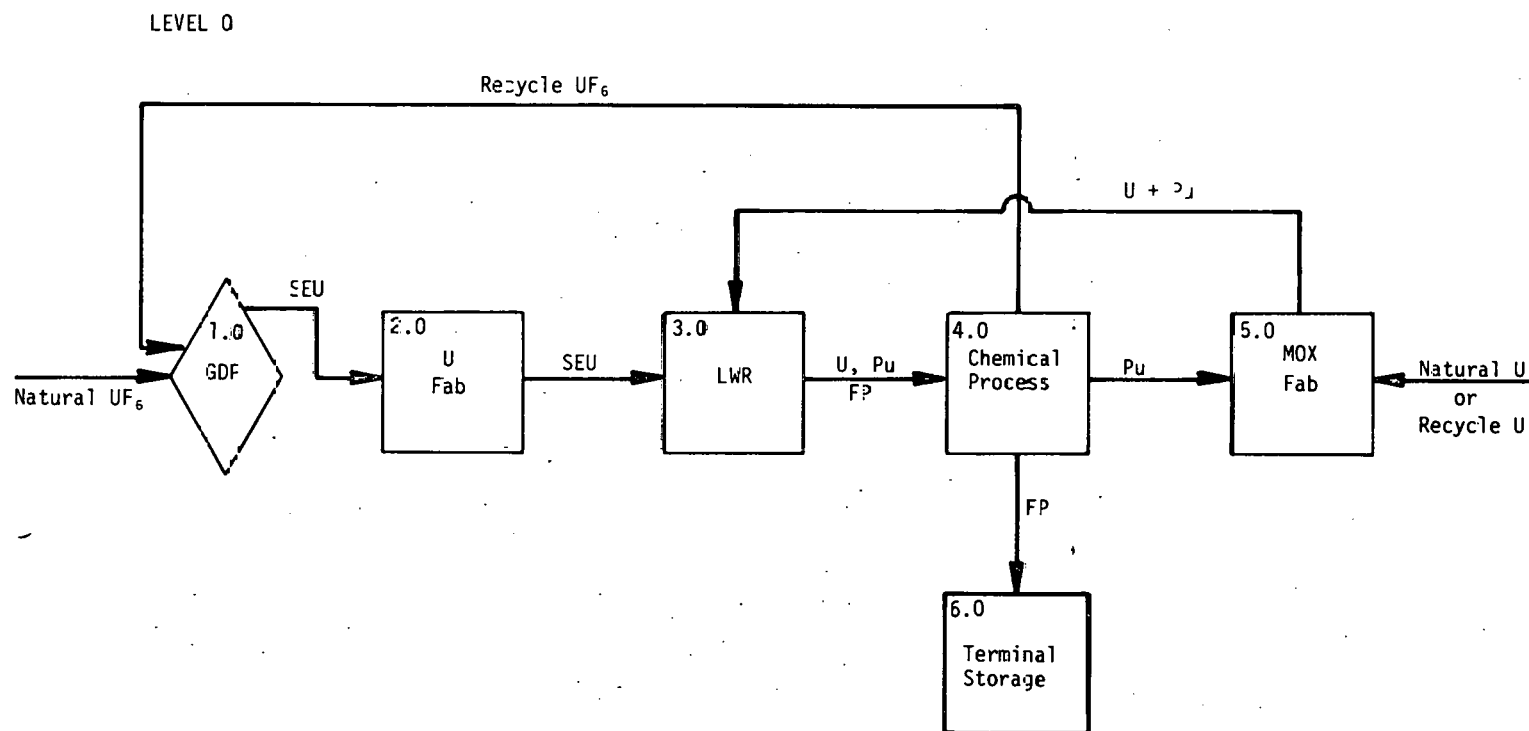 LEVEL 0
Recycle UF₆
U + Pu
SEU
1.0
GDF
Natural UF₆
2.0
U
Fab
SEU
3.0
LWR
U, Pu
FP
4.0
Chemical
Process
Pu
5.0
MOX
Fab
Natural U
or
Recycle U
FP
6.0
Terminal
Storage